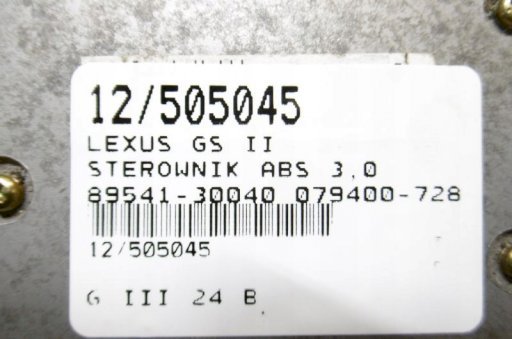 12/505045
LEXUS GS II
STEROWNIK ABS 3,0
89541-30040 079400-728
12/505045
G III 24 B